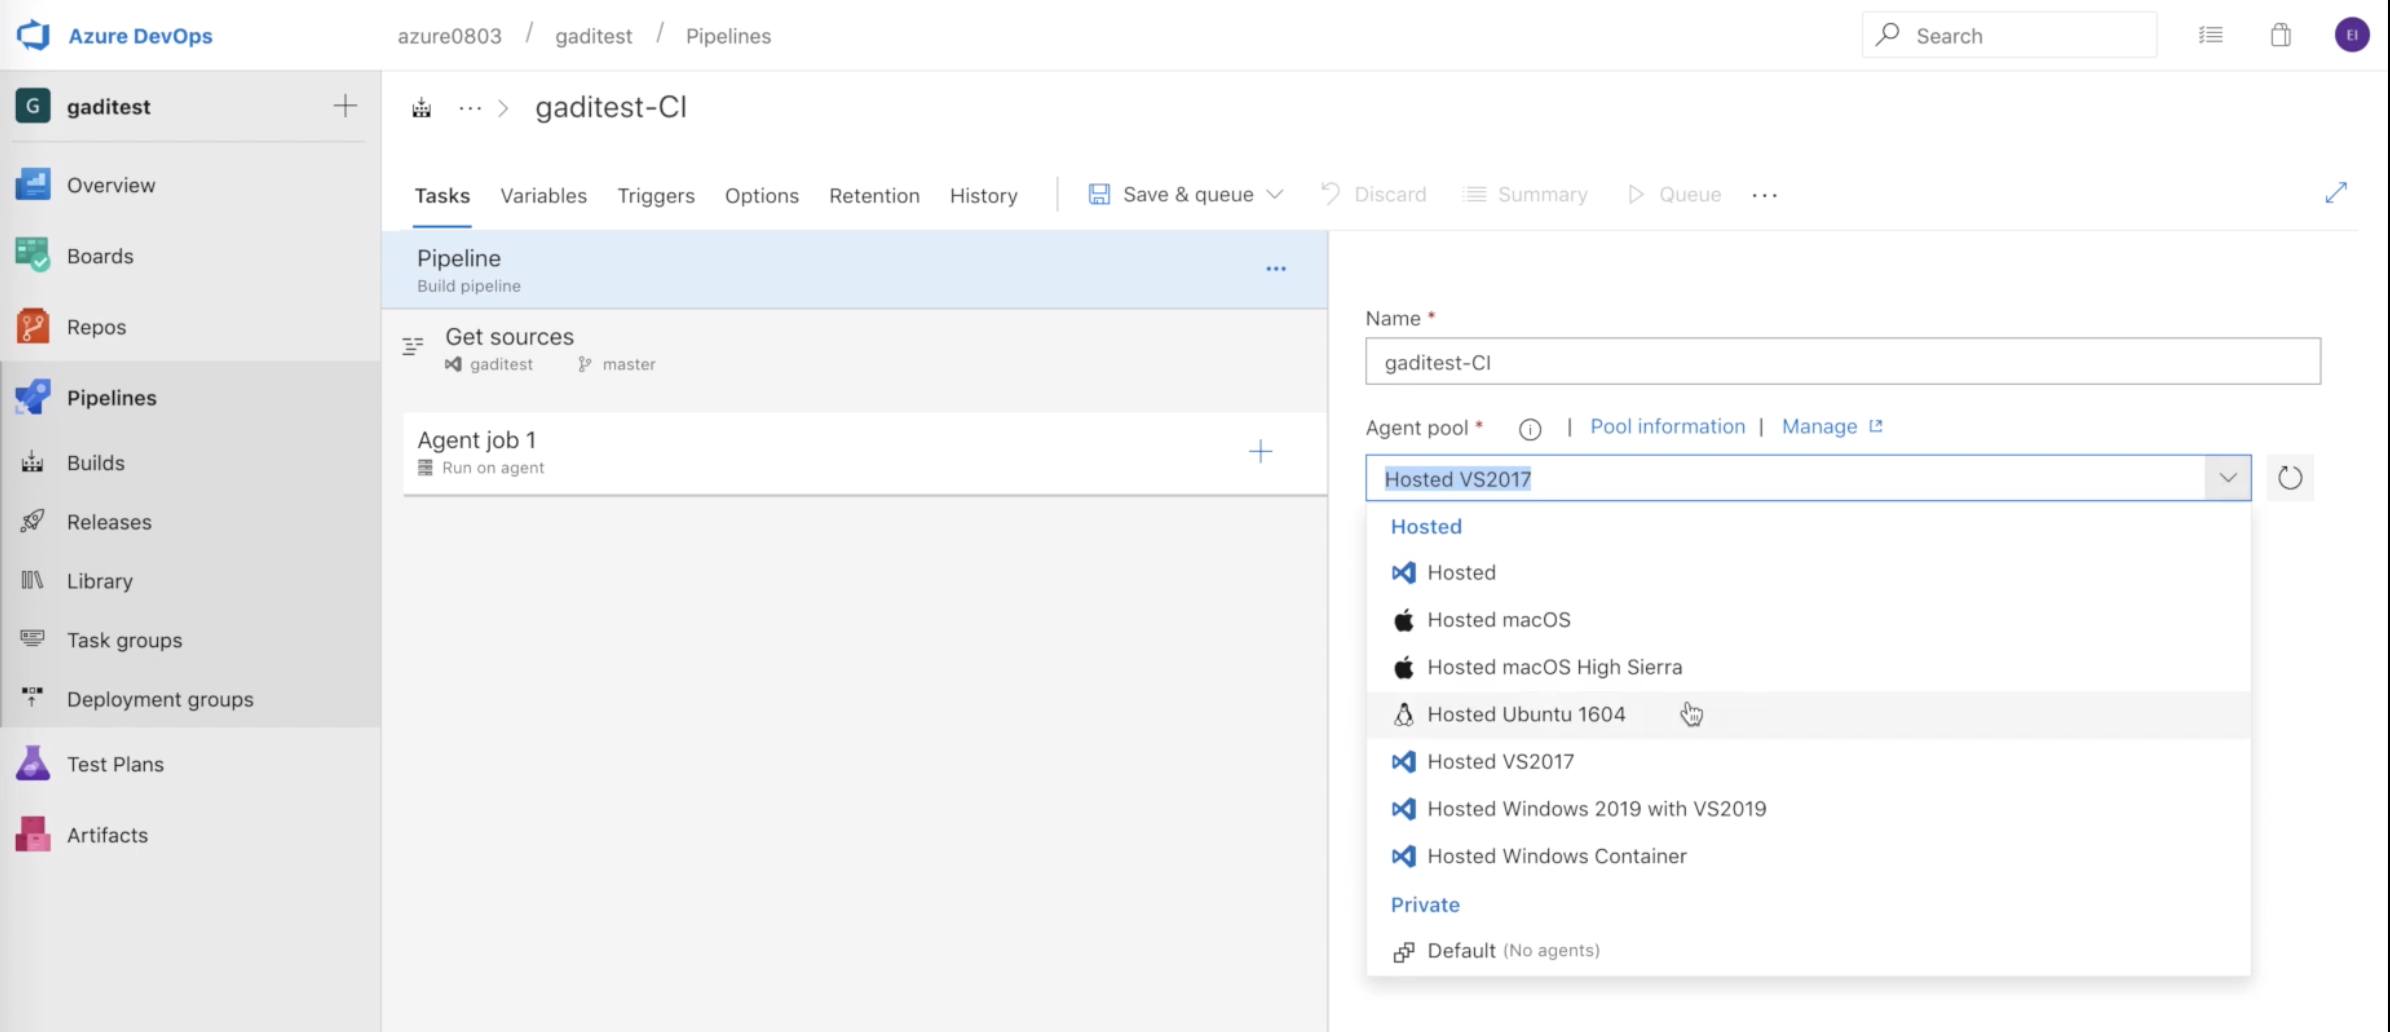 Azure DevOps
azure0803 / gaditest / Pipelines
Search
EI
G gaditest
Overview
Boards
Repos
Pipelines
Builds
Releases
Library
Task groups
Deployment groups
Test Plans
Artifacts
··· > gaditest-CI
Tasks Variables Triggers Options Retention History | Save & queue Discard Summary Queue ···
Pipeline
Build pipeline
···
Get sources
gaditest master
Agent job 1
Run on agent
Name *
gaditest-CI
Agent pool * i | Pool information | Manage
Hosted VS2017
Hosted
Hosted
Hosted macOS
Hosted macOS High Sierra
Hosted Ubuntu 1604
Hosted VS2017
Hosted Windows 2019 with VS2019
Hosted Windows Container
Private
Default (No agents)